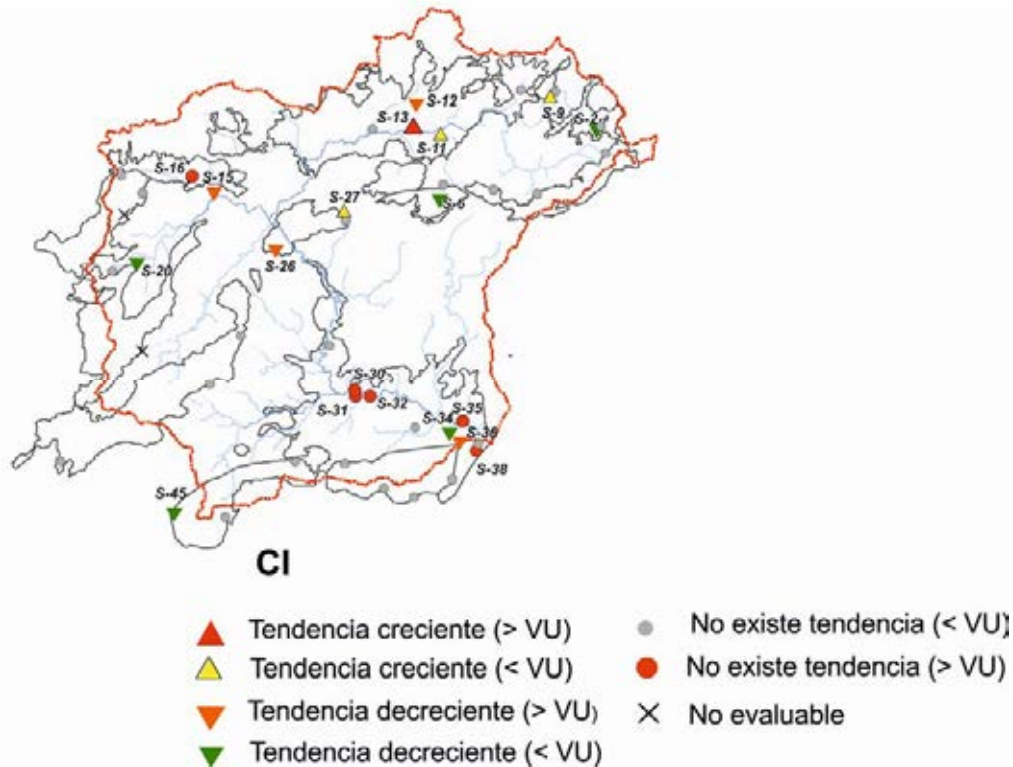 S-12
S-13
S-9
S-2
S-11
S-16
S-15
S-27
S-6
S-20
S-26
S-30
S-31
S-32
S-35
S-34
S-36
S-38
S-45
Cl
Tendencia creciente (> VU)
Tendencia creciente (< VU)
Tendencia decreciente (> VU)
Tendencia decreciente (< VU)
No existe tendencia (< VU)
No existe tendencia (> VU)
No evaluable